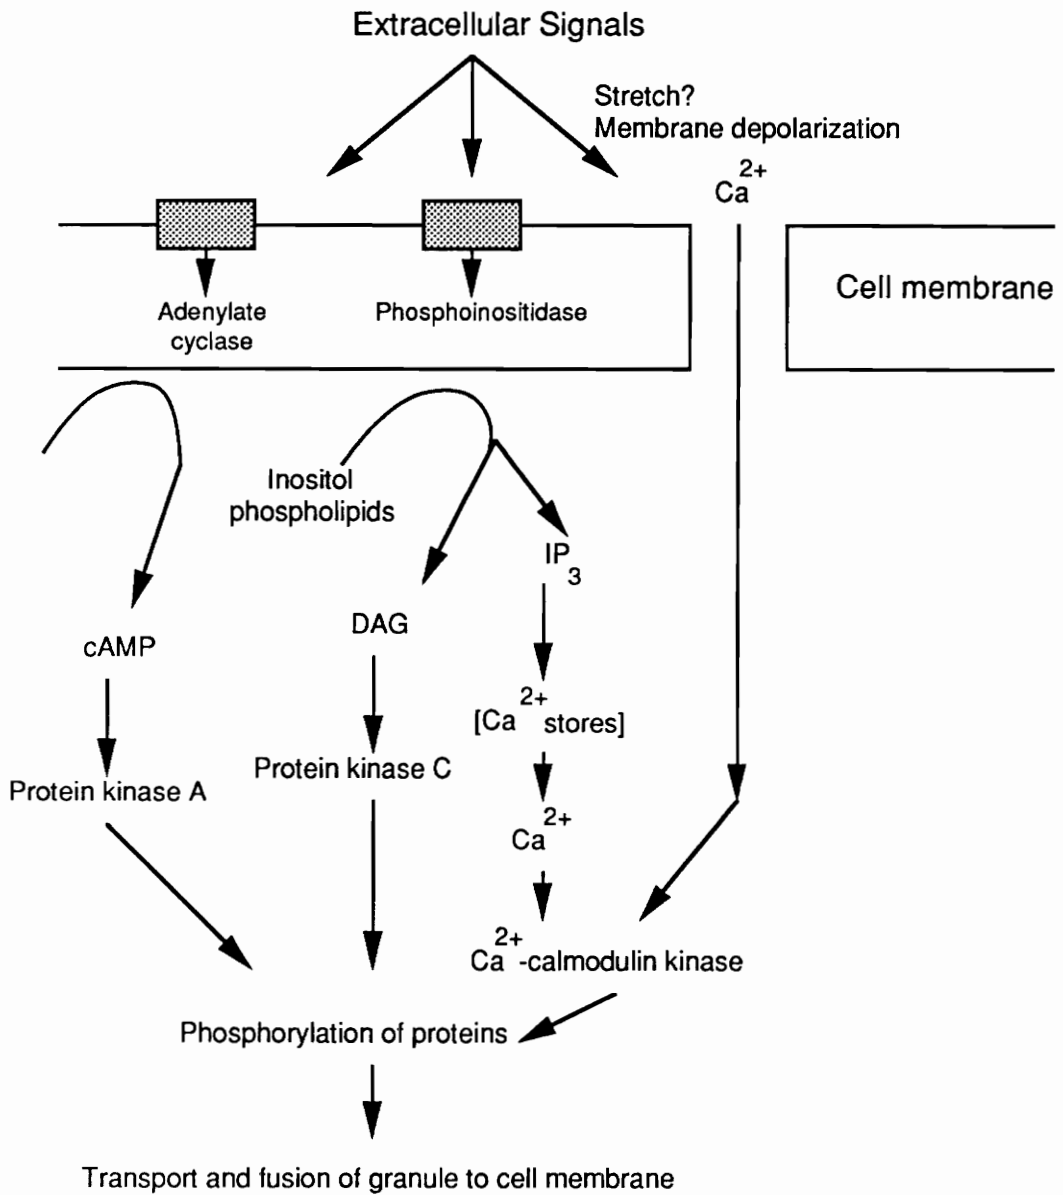 Extracellular Signals
Stretch?
Membrane depolarization
Ca2+
Cell membrane
Adenylate
cyclase
Phosphoinositidase
Inositol
phospholipids
IP3
DAG
cAMP
[Ca2+ stores]
Protein kinase C
Protein kinase A
Ca2+
Ca2+-calmodulin kinase
Phosphorylation of proteins
Transport and fusion of granule to cell membrane